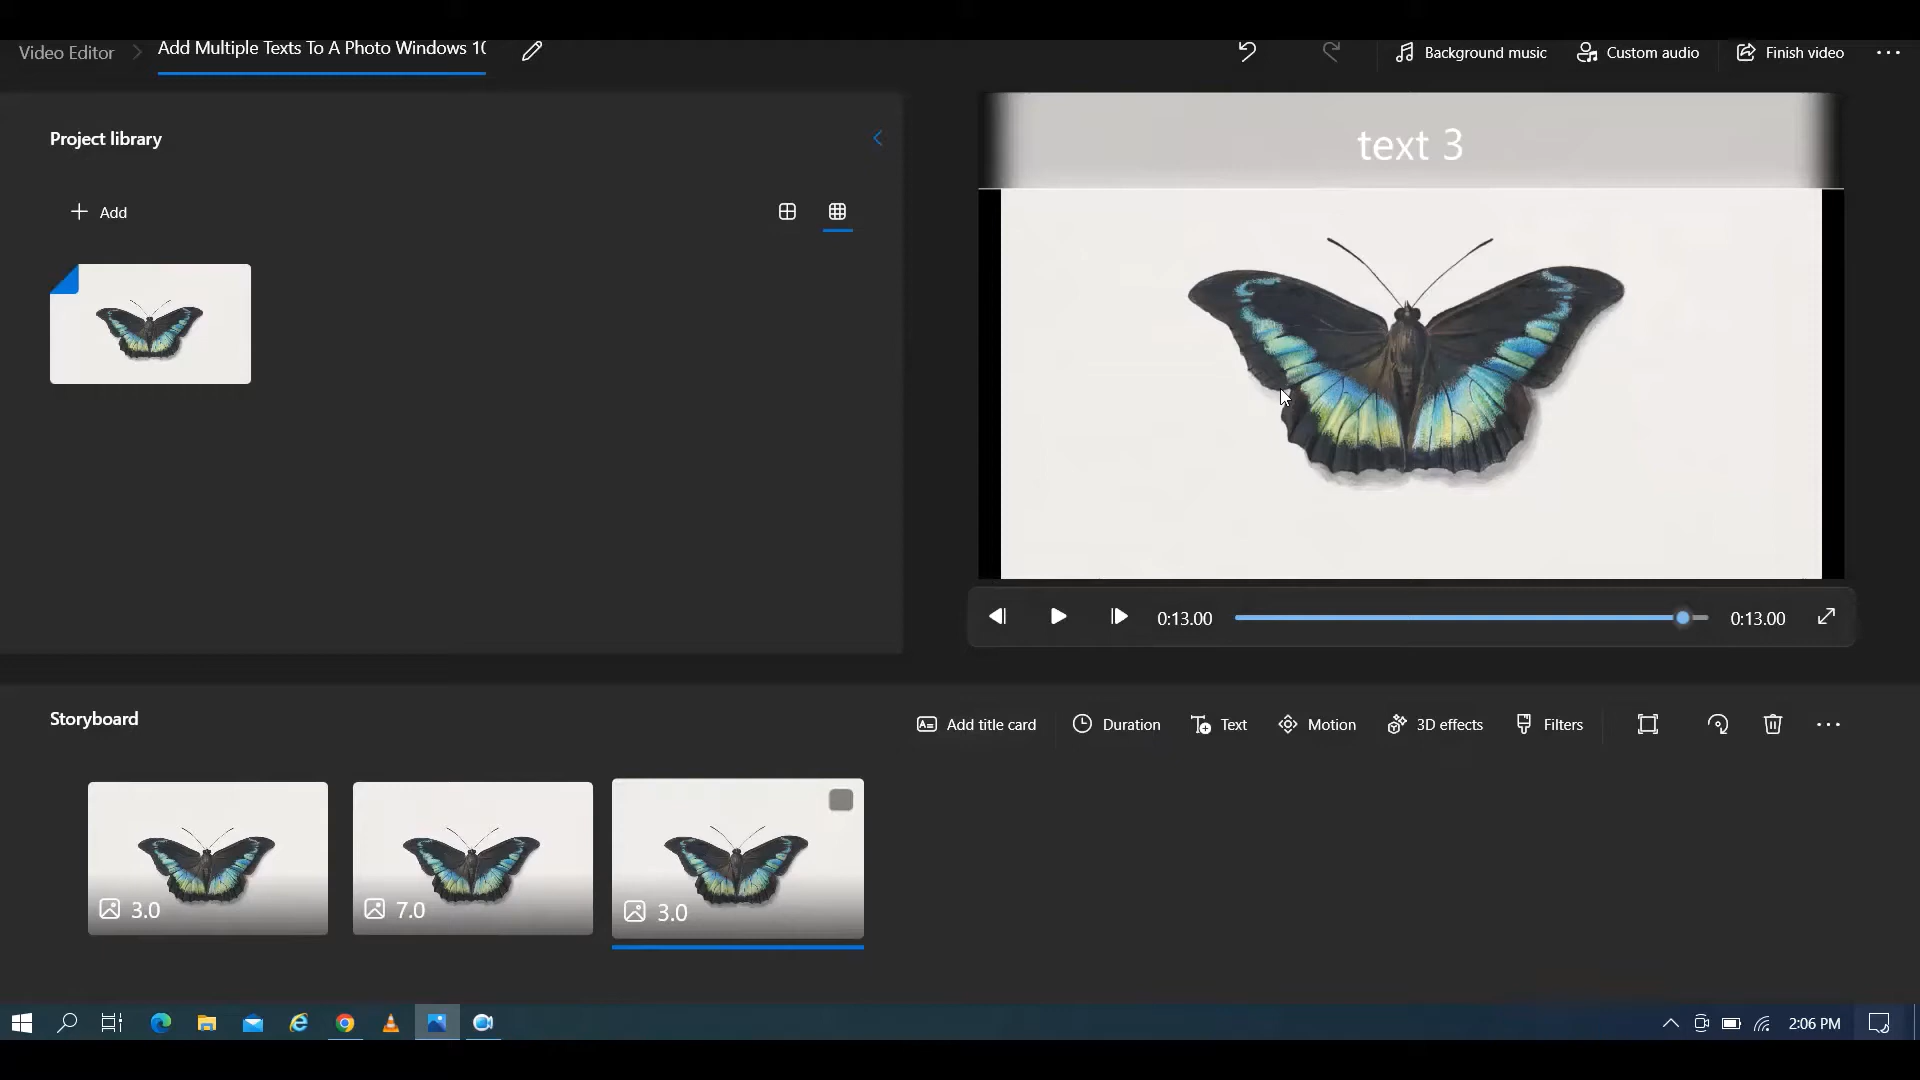 Video Editor
Add Multiple Texts To A Photo Windows 10
Background music
Custom audio
Finish video
Project library
Add
text 3
0:13.00
0:13.00
Storyboard
Add title card
Duration
Text
Motion
3D effects
Filters
3.0
7.0
3.0
2:06 PM